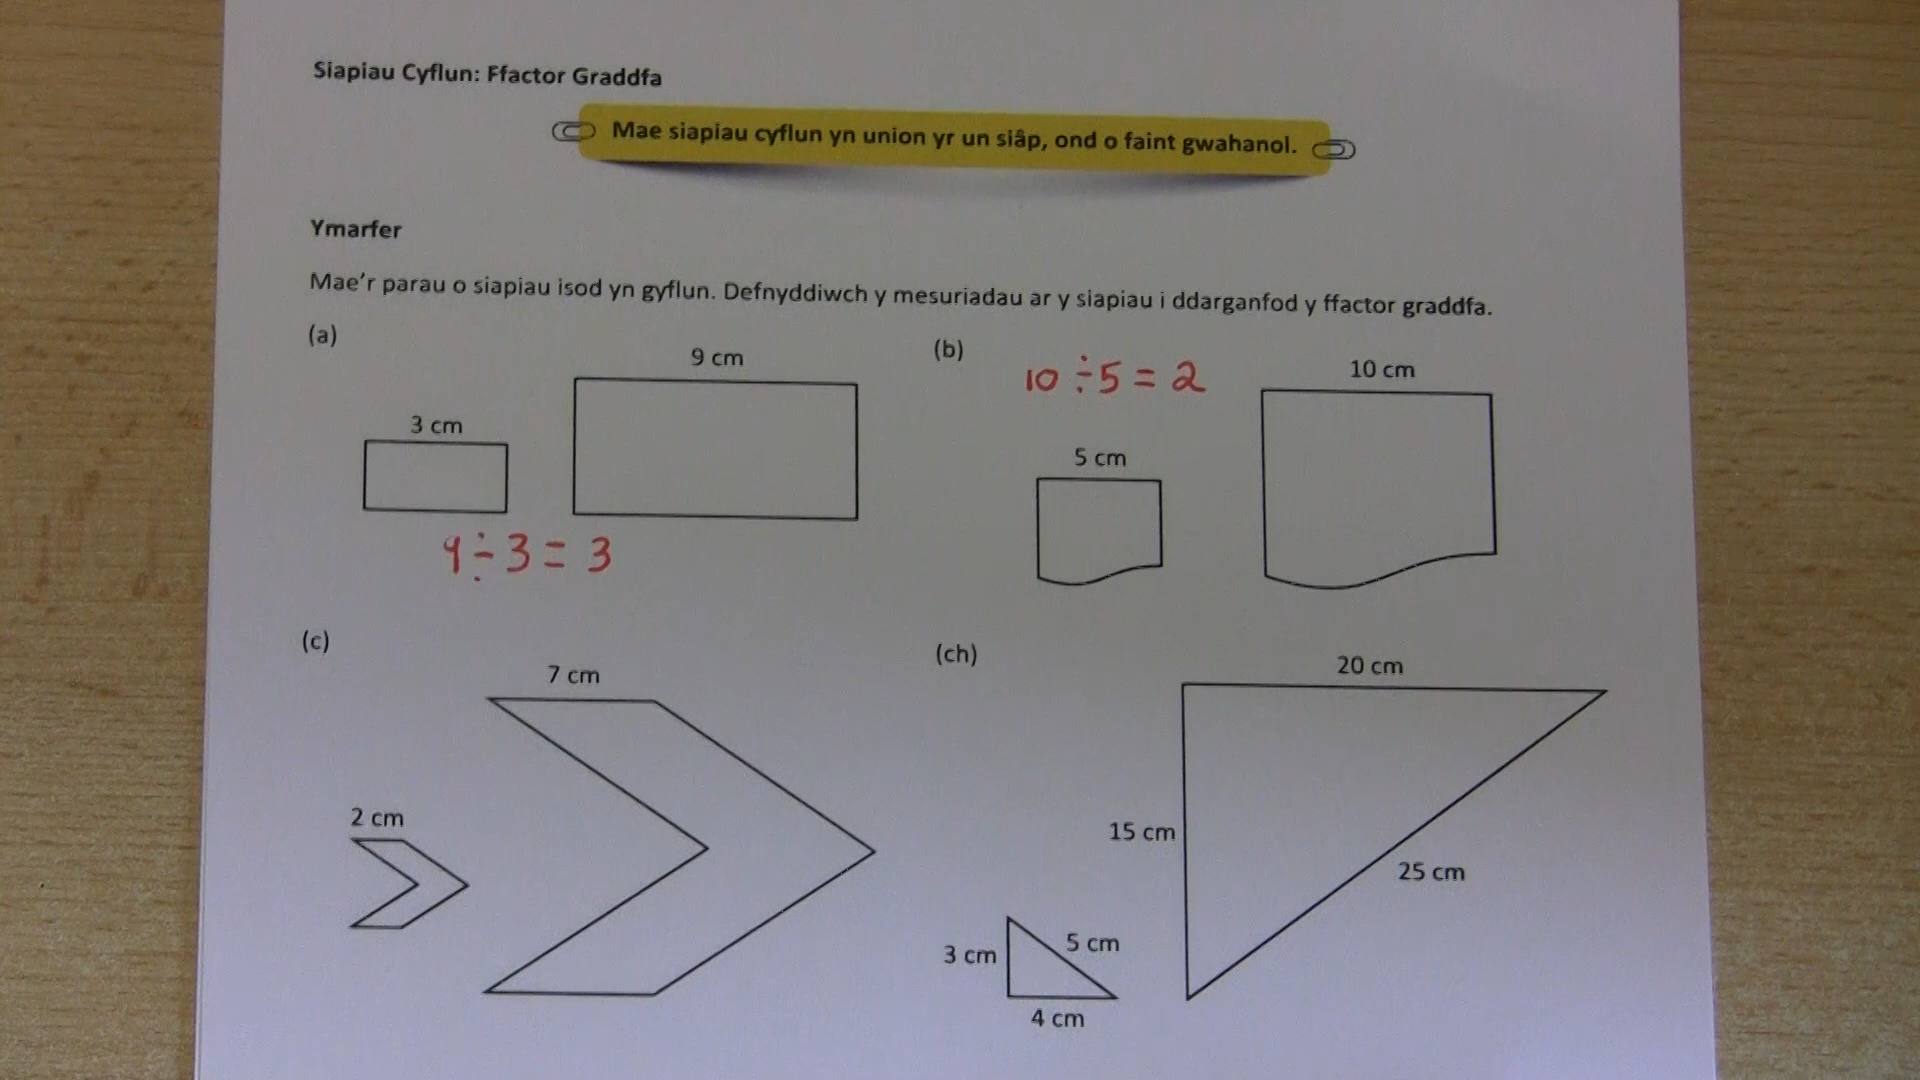 Siapiau Cyflun: Ffactor Graddfa
Mae siapiau cyflun yn union yr un siâp, ond o faint gwahanol.
Ymarfer
Mae'r parau o siapiau isod yn gyflun. Defnyddiwch y mesuriadau ar y siapiau i ddarganfod y ffactor graddfa.
(a)
3 cm
9 cm
9 ÷ 3 = 3
(b)
10 ÷ 5 = 2
5 cm
10 cm
(c)
2 cm
7 cm
(ch)
3 cm
5 cm
4 cm
20 cm
15 cm
25 cm